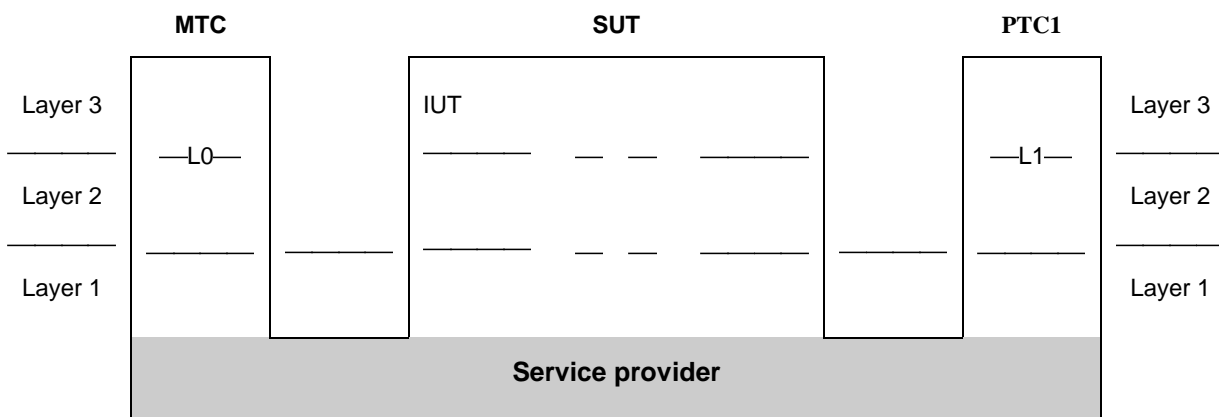 MTC SUT PTC1
Layer 3 IUT Layer 3
L0 L1
Layer 2 Layer 2
Layer 1 Layer 1
Service provider